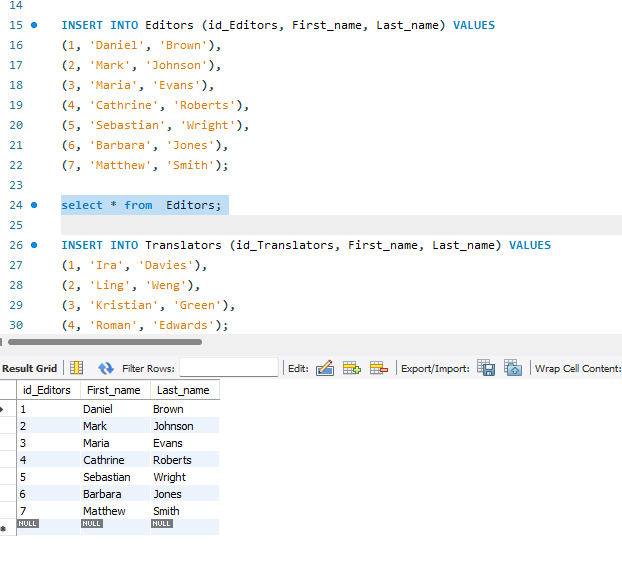 14
15 INSERT INTO Editors (id_Editors, First_name, Last_name) VALUES
16 (1, 'Daniel', 'Brown'),
17 (2, 'Mark', 'Johnson'),
18 (3, 'Maria', 'Evans'),
19 (4, 'Cathrine', 'Roberts'),
20 (5, 'Sebastian', 'Wright'),
21 (6, 'Barbara', 'Jones'),
22 (7, 'Matthew', 'Smith');
23
24 select * from  Editors;
25
26 INSERT INTO Translators (id_Translators, First_name, Last_name) VALUES
27 (1, 'Ira', 'Davies'),
28 (2, 'Ling', 'Weng'),
29 (3, 'Kristian', 'Green'),
30 (4, 'Roman', 'Edwards');
Result Grid Filter Rows: Edit: Export/Import: Wrap Cell Content:
id_Editors First_name Last_name
1 Daniel Brown
2 Mark Johnson
3 Maria Evans
4 Cathrine Roberts
5 Sebastian Wright
6 Barbara Jones
7 Matthew Smith
NULL NULL NULL